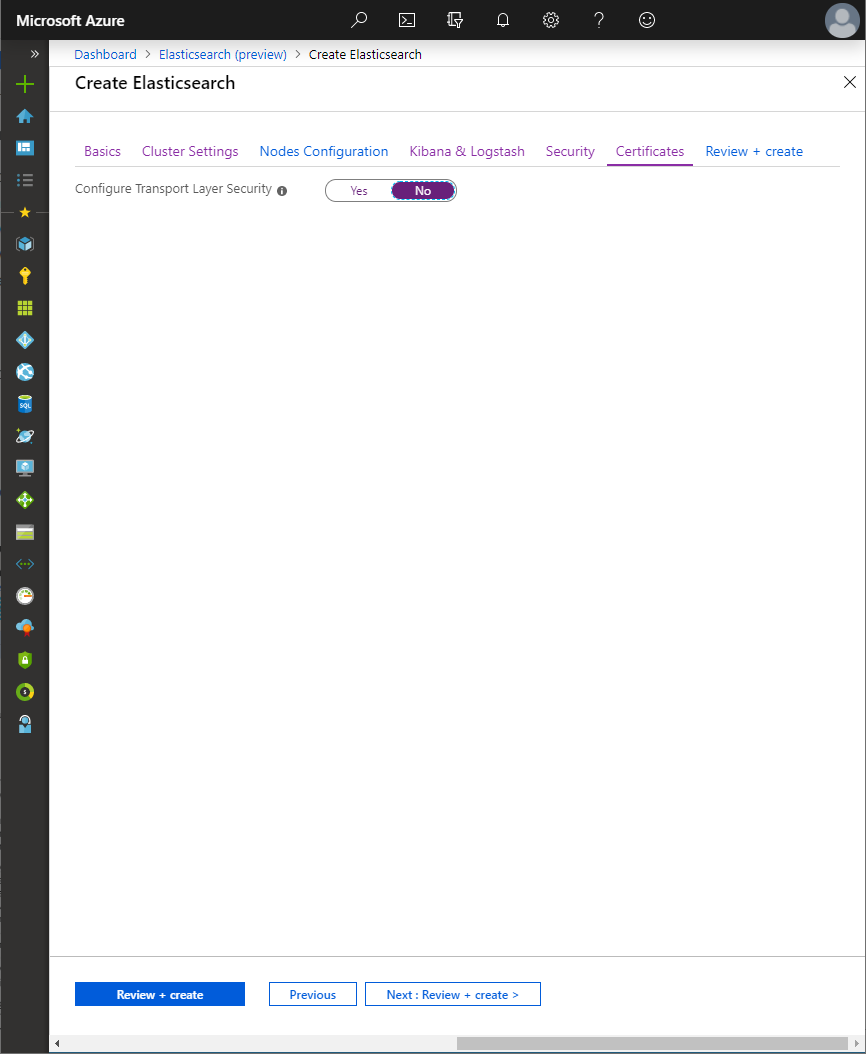 Microsoft Azure
Dashboard > Elasticsearch (preview) > Create Elasticsearch
Create Elasticsearch
Basics Cluster Settings Nodes Configuration Kibana & Logstash Security Certificates Review + create
Configure Transport Layer Security Yes No
Review + create Previous Next : Review + create >